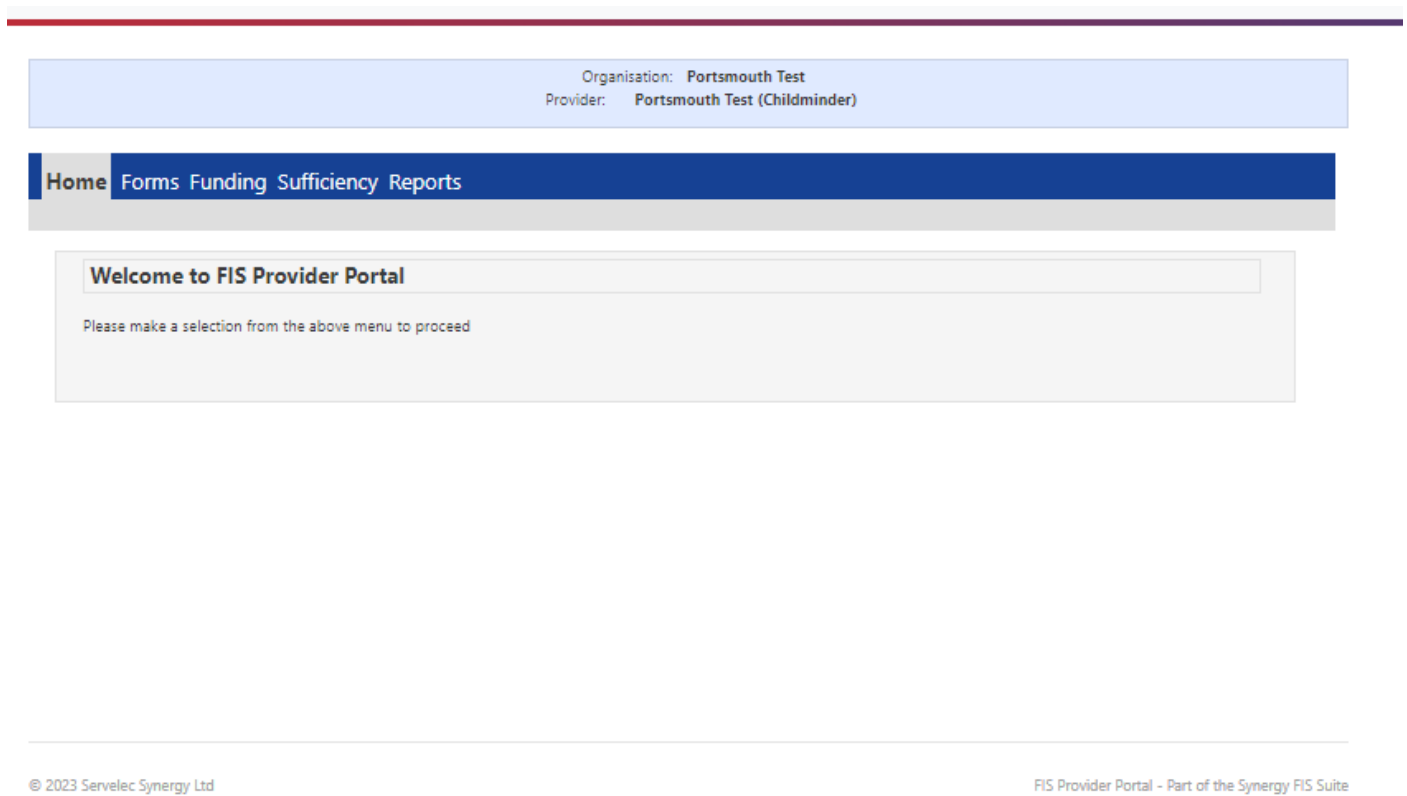 Organisation: Portsmouth Test
Provider: Portsmouth Test (Childminder)
Home Forms Funding Sufficiency Reports
Welcome to FIS Provider Portal
Please make a selection from the above menu to proceed
© 2023 Servelec Synergy Ltd
FIS Provider Portal - Part of the Synergy FIS Suite